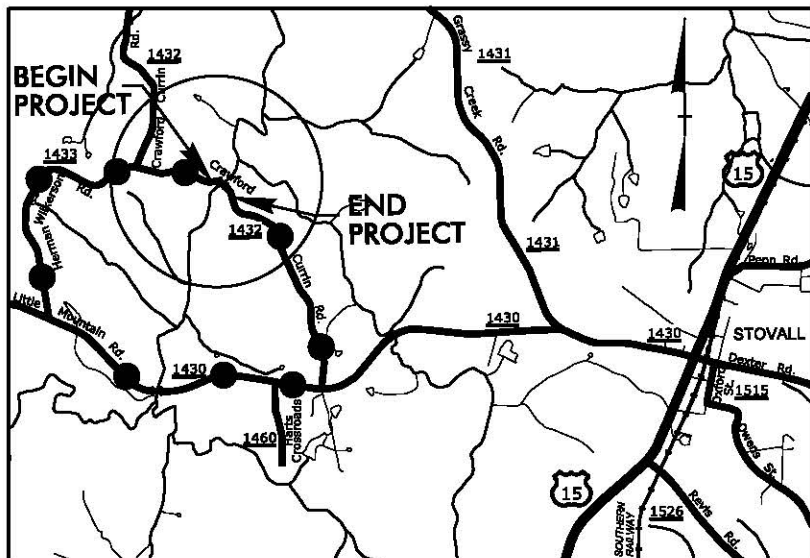 Rd.
1432
BEGIN
PROJECT
Crawford Currin
1433
Herman Wilkerson
Rd.
Crawford
1432
END
PROJECT
Currin
Rd.
Little
Mountain
Rd.
1430
1460
Harts
Crossroads
Grassy
Creek
Rd.
1431
1431
1430
15
Penn Rd.
1430
STOVALL
Dexter Rd.
Oxford
St.
1515
Owens
St.
15
1526
Revis
Rd.
SOUTHERN
RAILWAY